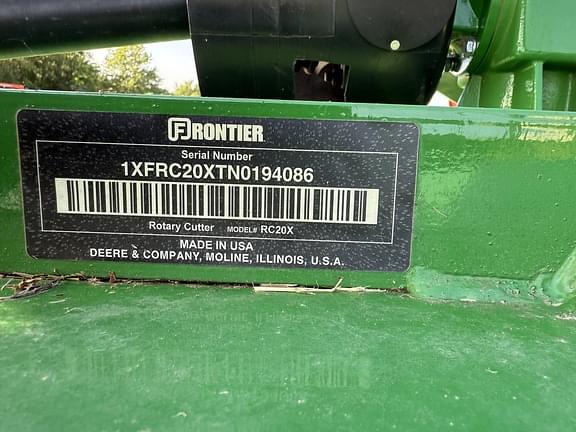 FRONTIER
Serial Number
1XFRC20XTN0194086
Rotary Cutter MODEL# RC20X
MADE IN USA
DEERE & COMPANY, MOLINE, ILLINOIS, U.S.A.